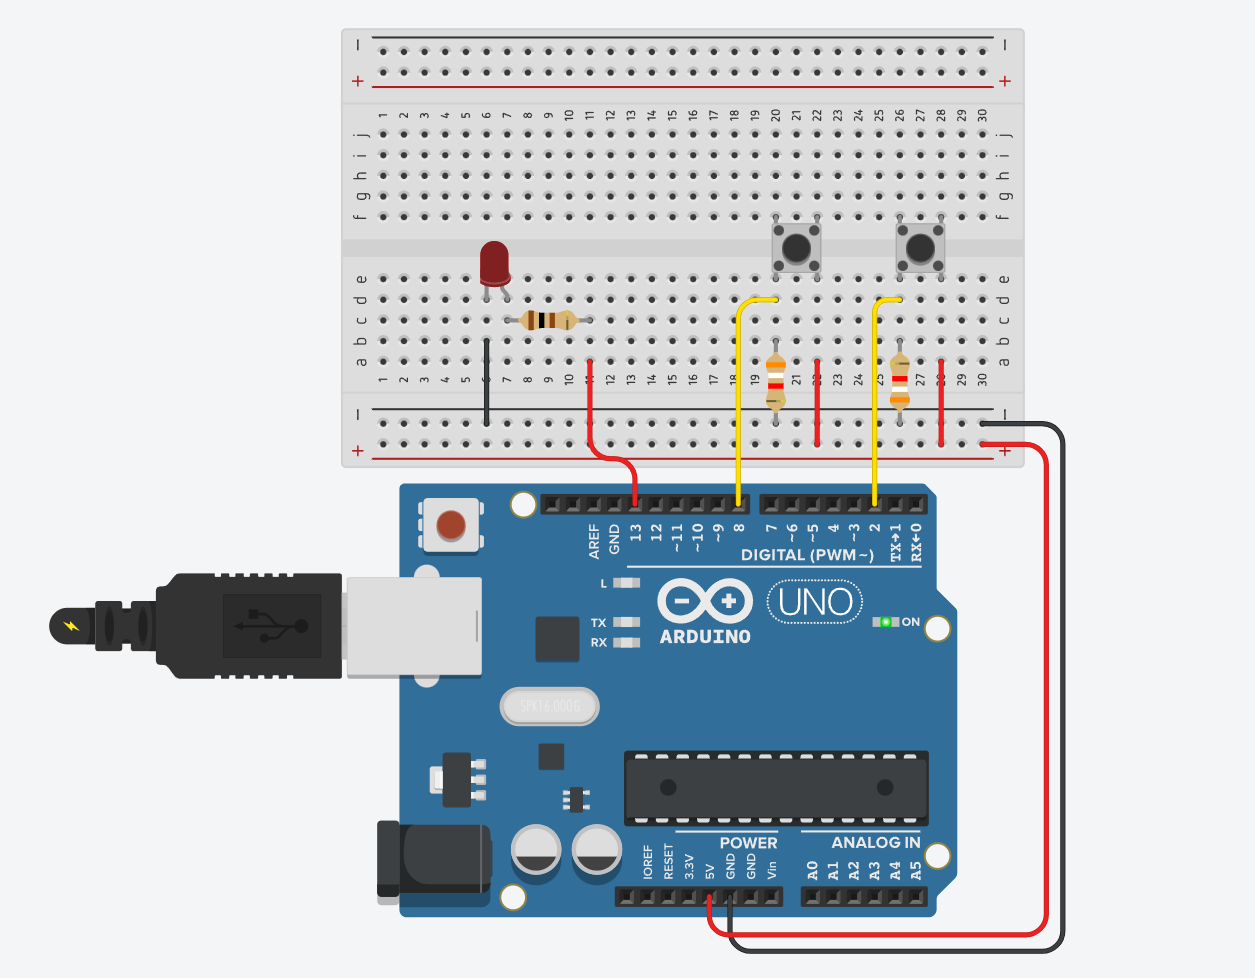 − −
+ +
1 2 3 4 5 6 7 8 9 10 11 12 13 14 15 16 17 18 19 20 21 22 23 24 25 26 27 28 29 30
j j
i i
h h
g g
f f
e e
d d
c c
b b
a a
1 2 3 4 5 6 7 8 9 10 11 12 13 14 15 16 17 18 19 20 21 22 23 24 25 26 27 28 29 30
− −
+ +
AREF GND 13 12 ~11 ~10 ~9 8 7 ~6 ~5 4 ~3 2 TX→1 RX←0
DIGITAL (PWM~)
L
TX
RX
ARDUINO
UNO
ON
SPK16.000G
POWER
ANALOG IN
IOREF RESET 3.3V 5V GND GND Vin A0 A1 A2 A3 A4 A5